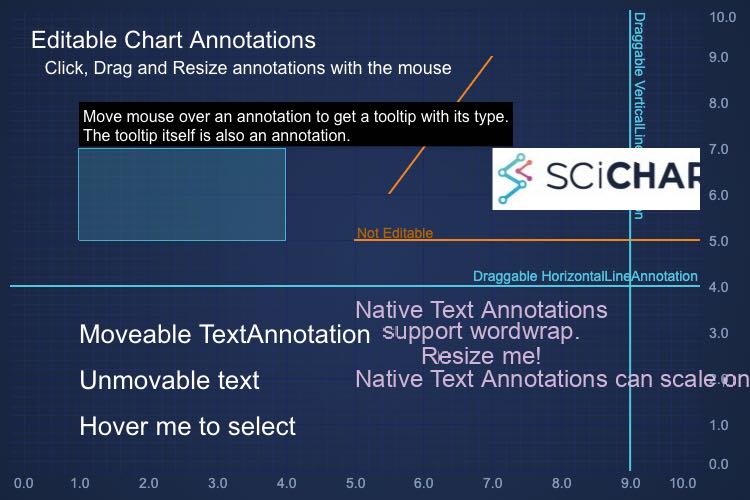 Editable Chart Annotations
Click, Drag and Resize annotations with the mouse
Move mouse over an annotation to get a tooltip with its type.
The tooltip itself is also an annotation.
SCiCHAR
Not Editable
Draggable HorizontalLineAnnotation
Draggable VerticalLine
Native Text Annotations
support wordwrap.
Resize me!
Moveable TextAnnotation
Unmovable text
Native Text Annotations can scale on
Hover me to select
10.0
9.0
8.0
7.0
6.0
5.0
4.0
3.0
2.0
1.0
0.0
0.0 1.0 2.0 3.0 4.0 5.0 6.0 7.0 8.0 9.0 10.0